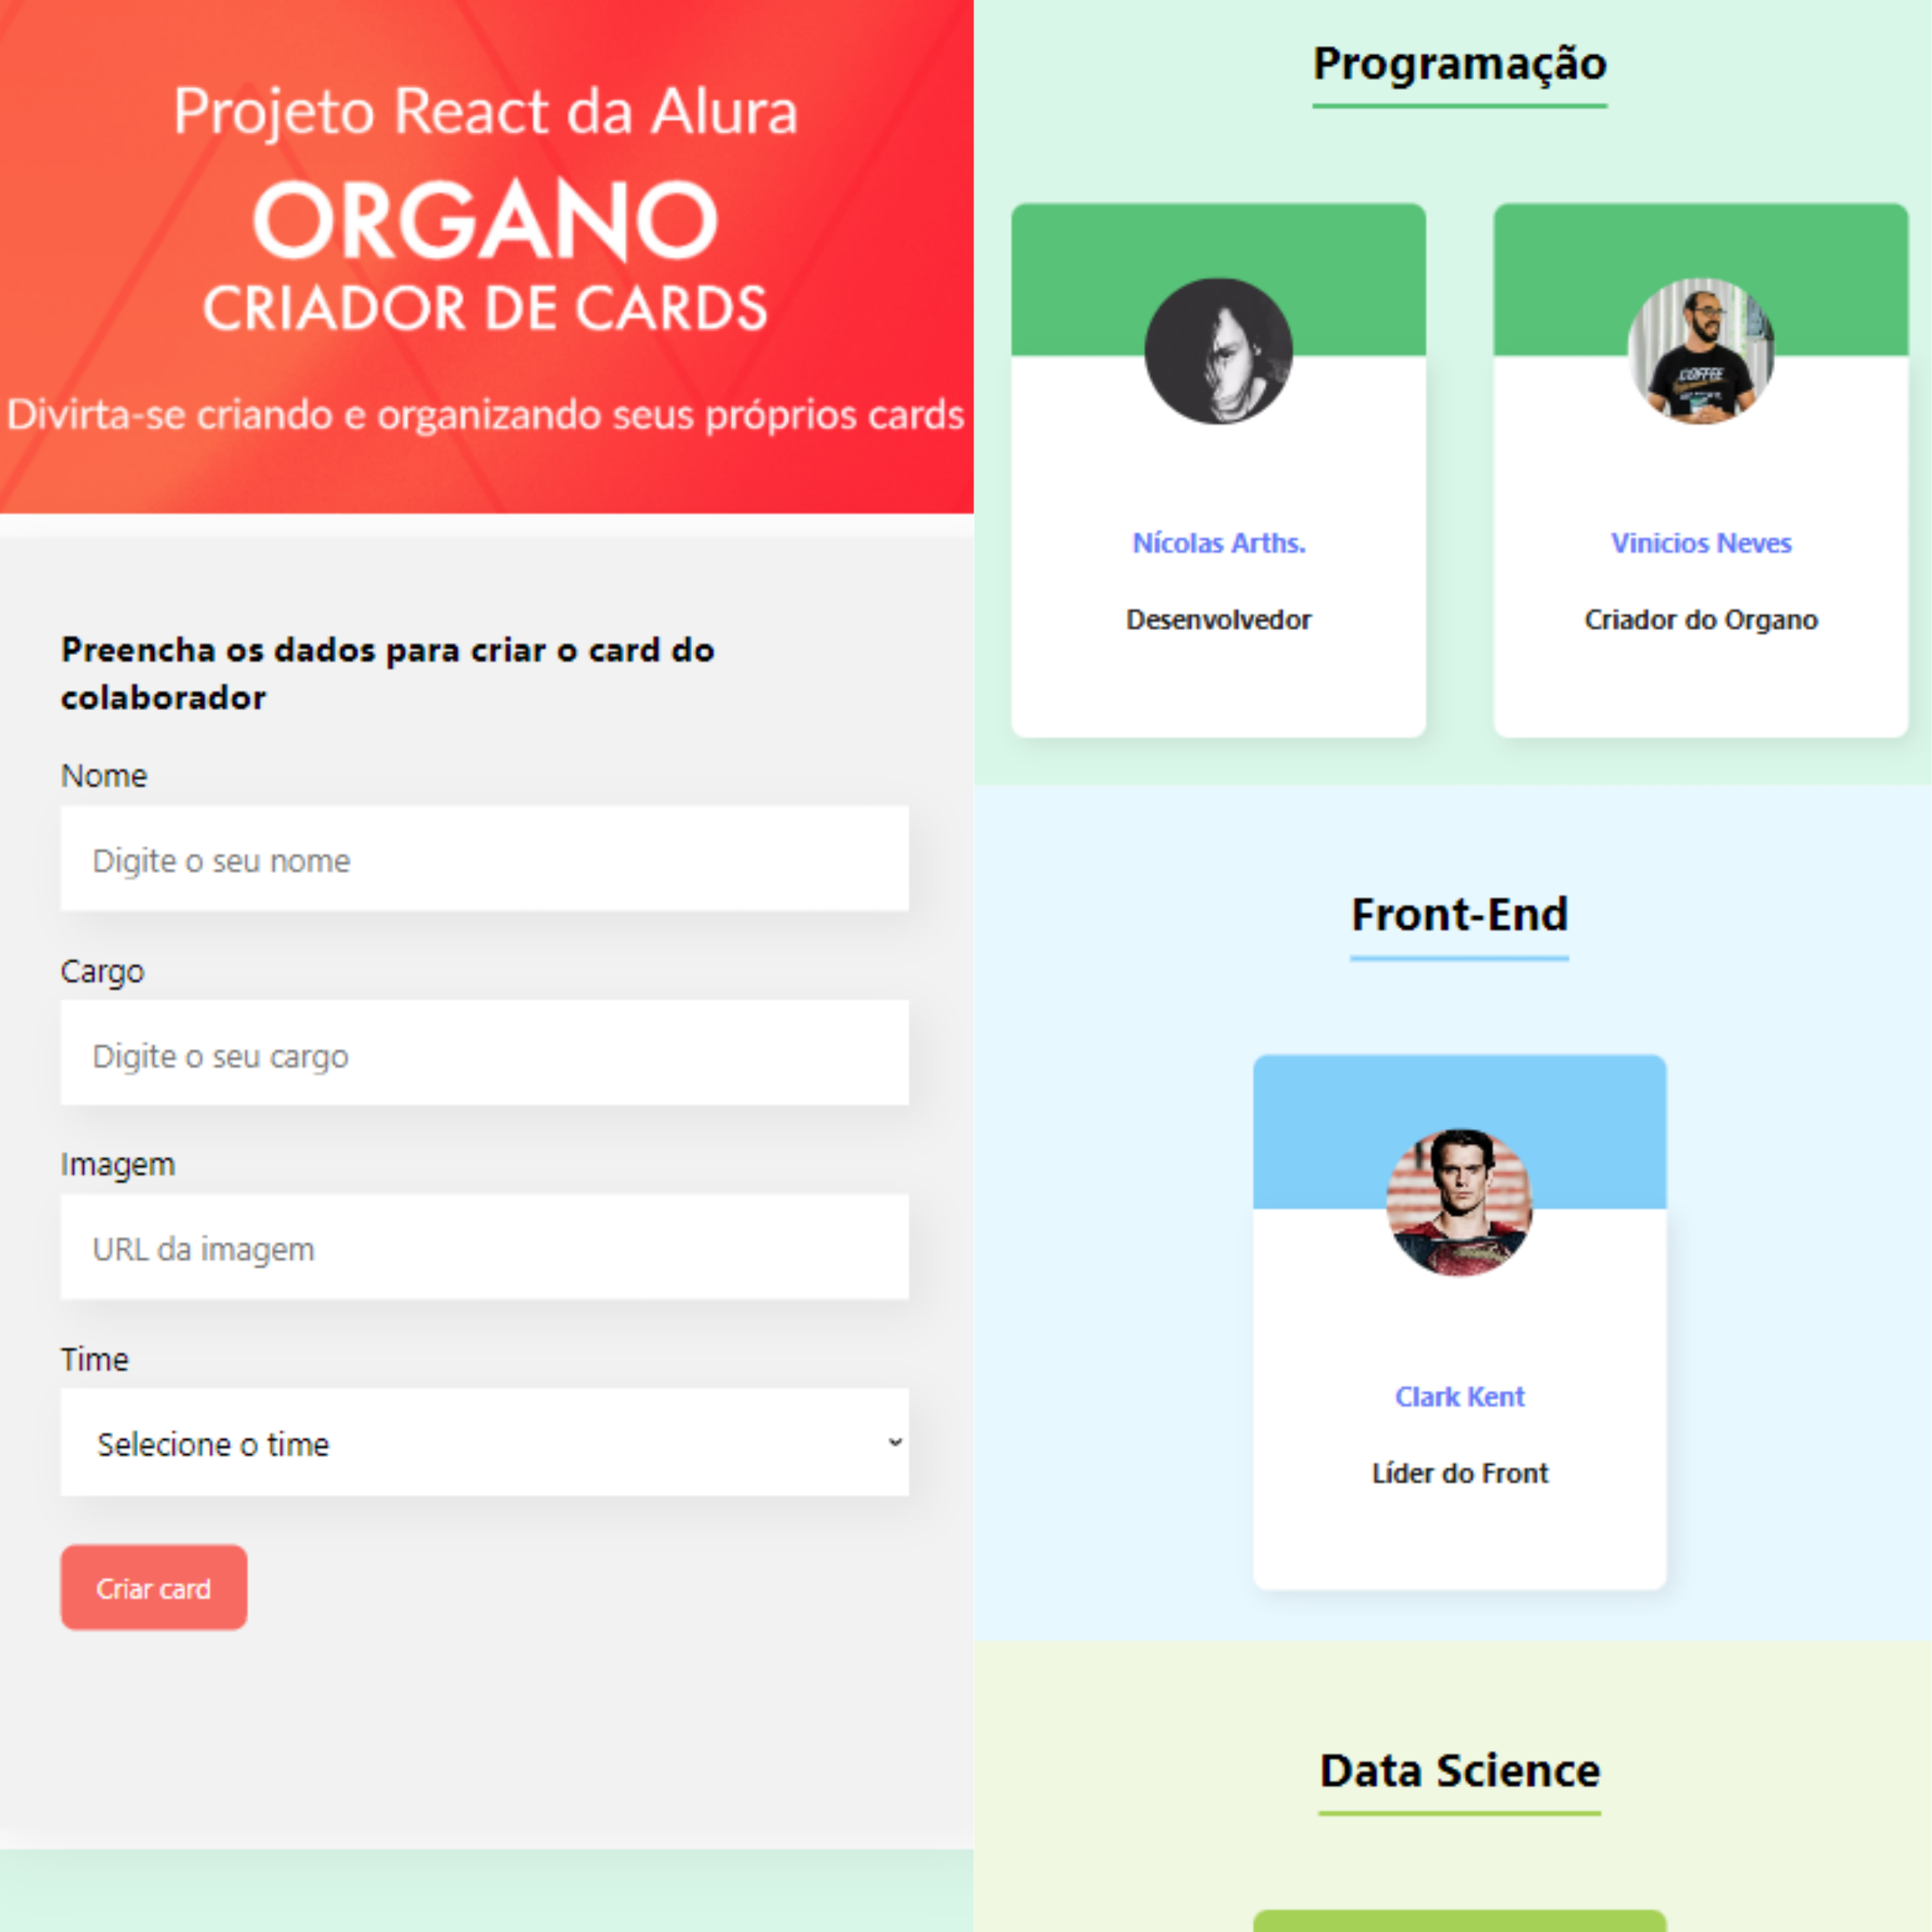 Projeto React da Alura
ORGANO
CRIADOR DE CARDS
Divirta-se criando e organizando seus próprios cards
Preencha os dados para criar o card do
colaborador
Nome
Digite o seu nome
Cargo
Digite o seu cargo
Imagem
URL da imagem
Time
Selecione o time
Criar card
Programação
COFFEE
Nícolas Arths.
Desenvolvedor
Vinicios Neves
Criador do Organo
Front-End
Clark Kent
Líder do Front
Data Science